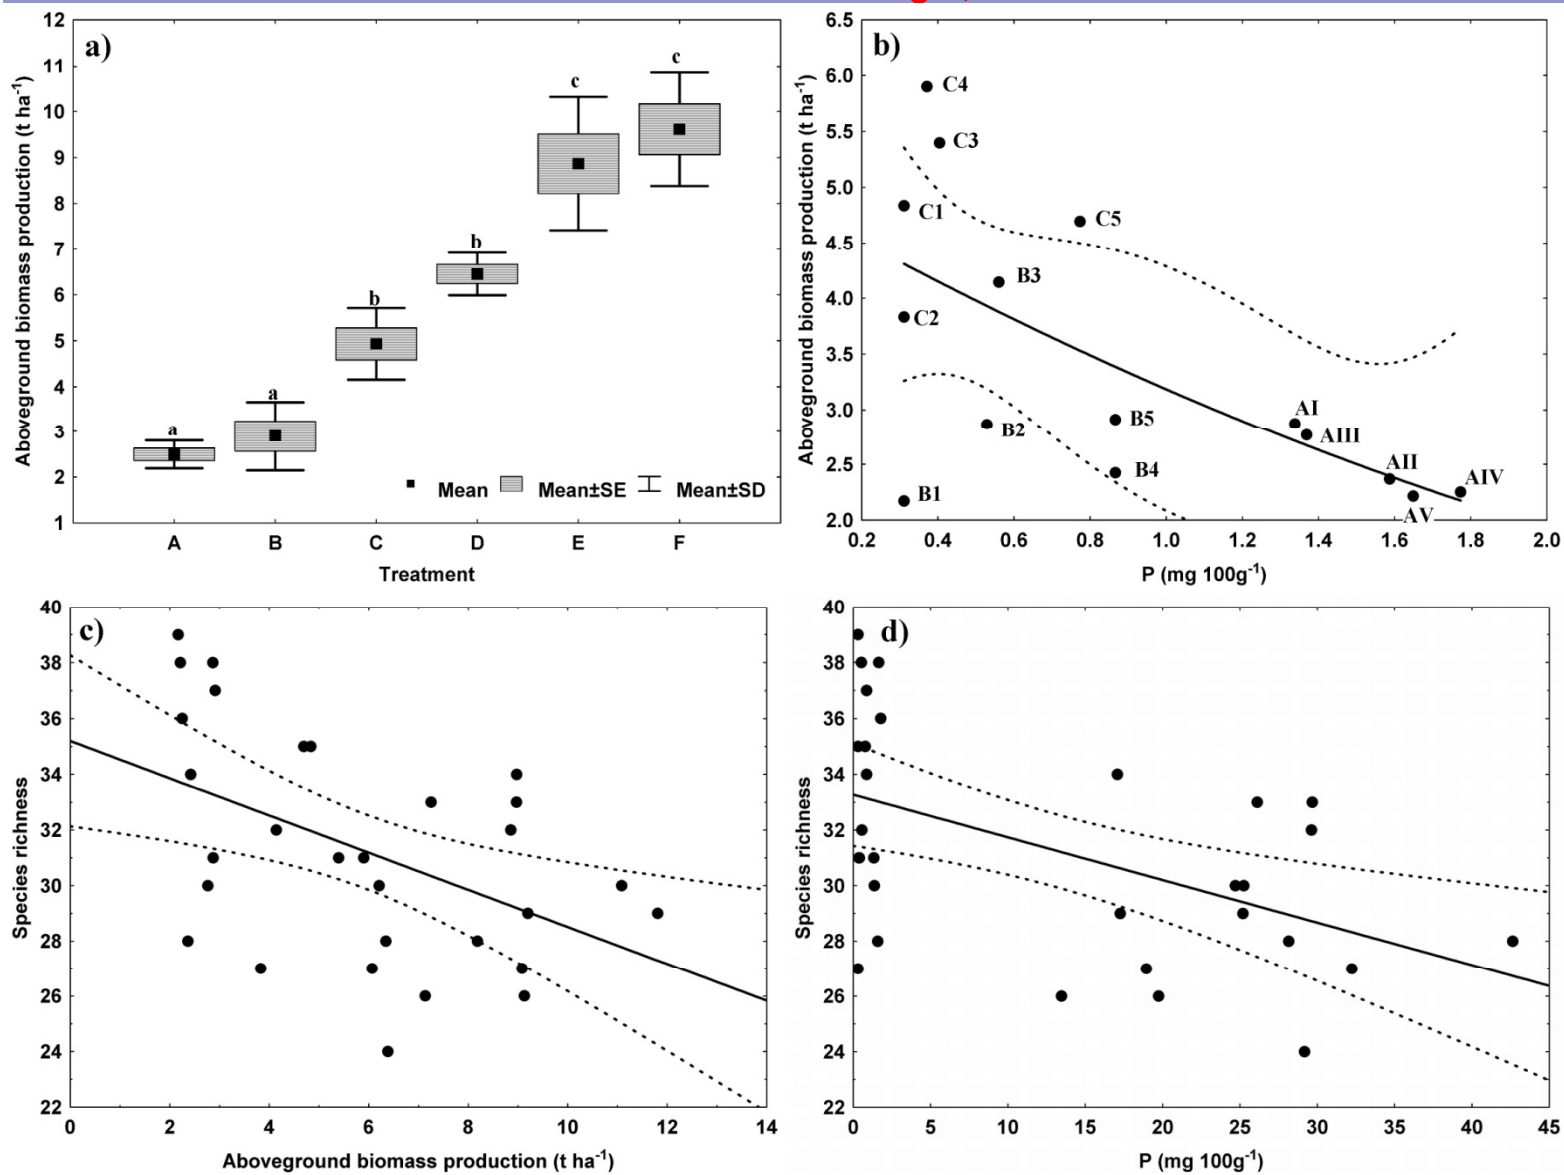 a)
Aboveground biomass production (t ha⁻¹)
12
11
10
9
8
7
6
5
4
3
2
1
a
a
b
b
c
c
Mean Mean±SE Mean±SD
A B C D E F
Treatment
b)
Aboveground biomass production (t ha⁻¹)
6.5
6.0
5.5
5.0
4.5
4.0
3.5
3.0
2.5
2.0
C4
C3
C1
C5
B3
C2
B2
B5
B4
B1
AI
AIII
AII
AIV
AV
0.2 0.4 0.6 0.8 1.0 1.2 1.4 1.6 1.8 2.0
P (mg 100g⁻¹)
c)
Species richness
40
38
36
34
32
30
28
26
24
22
0 2 4 6 8 10 12 14
Aboveground biomass production (t ha⁻¹)
d)
Species richness
40
38
36
34
32
30
28
26
24
22
0 5 10 15 20 25 30 35 40 45
P (mg 100g⁻¹)